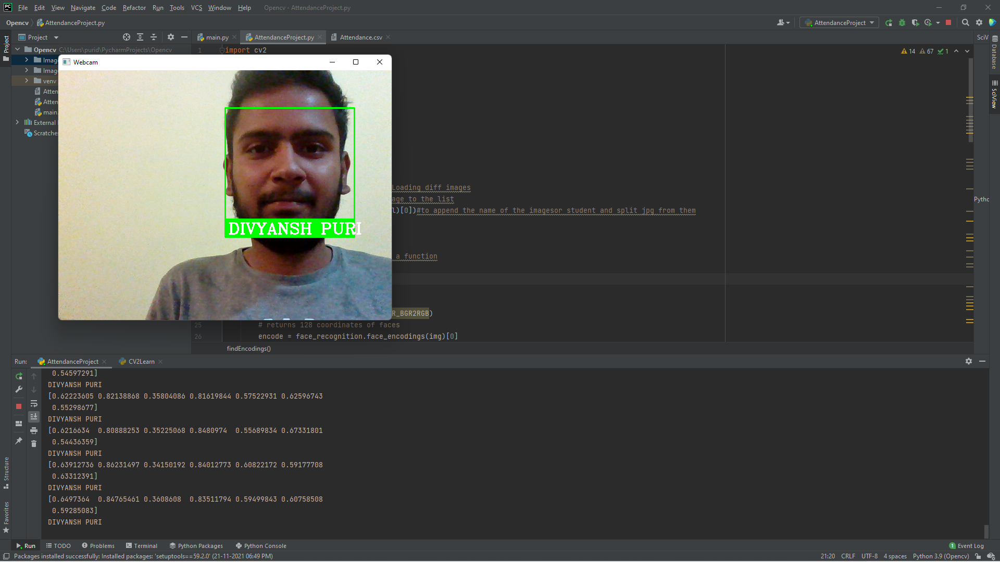 PC File Edit View Navigate Code Refactor Run Tools VCS Window Help Opencv - AttendanceProject.py
Opencv AttendanceProject.py AttendanceProject
Project main.py AttendanceProject.py Attendance.csv SciV
Opencv C:\Users\purid\PycharmProjects\Opencv
1 import cv2
14 67 1
Imag
Imag
venv
Atten
Atten
main.
External
Scratche
Webcam
DIVYANSH PURI
Loading diff images
age to the list
l)[0])#to append the name of the imagesor student and split jpg from them
a function
R_BGR2RGB)
25 # returns 128 coordinates of faces
26 encode = face_recognition.face_encodings(img)[0]
findEncodings()
Project
Structure
Favorites
Database
SciView
Pytho
Run: AttendanceProject CV2Learn
0.54597291]
DIVYANSH PURI
[0.62223605 0.82138868 0.35804086 0.81619844 0.57522931 0.62596743
0.55298677]
DIVYANSH PURI
[0.6216634 0.80888253 0.35225068 0.8480974 0.55689834 0.67331801
0.54436359]
DIVYANSH PURI
[0.63912736 0.86231497 0.34150192 0.84012773 0.60822172 0.59177708
0.63312391]
DIVYANSH PURI
[0.6497364 0.84765461 0.3608608 0.83511794 0.59499843 0.60758508
0.59285083]
DIVYANSH PURI
Run TODO Problems Terminal Python Packages Python Console 1 Event Log
Packages installed successfully: Installed packages: 'setuptools==59.2.0' (21-11-2021 06:49 PM) 21:20 CRLF UTF-8 4 spaces Python 3.9 (Opencv)